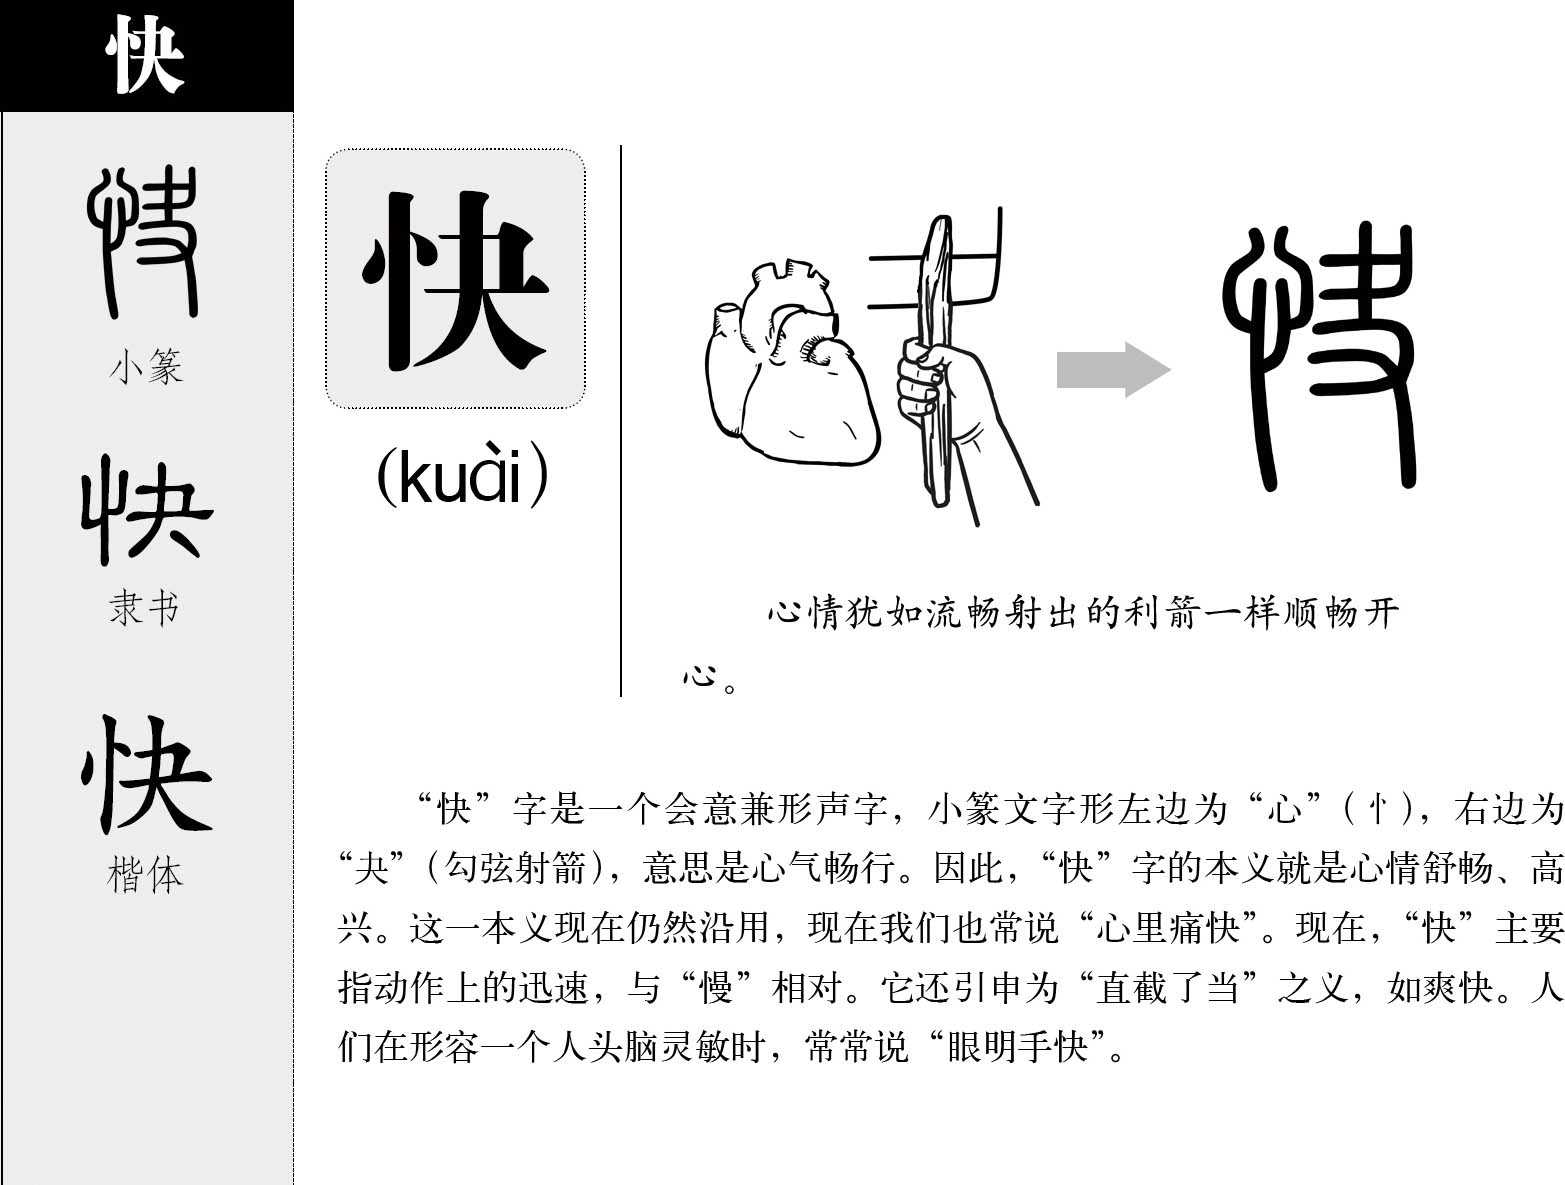 快
小篆
隶书
楷体
快
(kuài)
心情犹如流畅射出的利箭一样顺畅开
心。
“快”字是一个会意兼形声字，小篆文字形左边为“心”（忄），右边为
“夬”（勾弦射箭），意思是心气畅行。因此，“快”字的本义就是心情舒畅、高
兴。这一本义现在仍然沿用，现在我们也常说“心里痛快”。现在，“快”主要
指动作上的迅速，与“慢”相对。它还引申为“直截了当”之义，如爽快。人
们在形容一个人头脑灵敏时，常常说“眼明手快”。